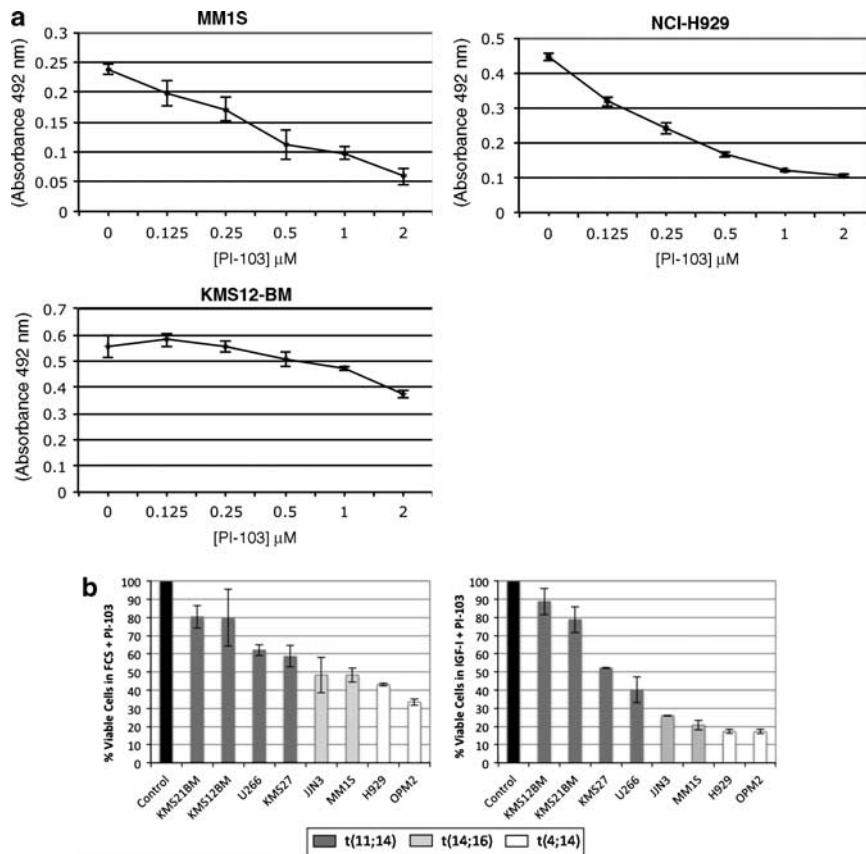 a
MM1S
(Absorbance 492 nm)
0.3
0.25
0.2
0.15
0.1
0.05
0
0 0.125 0.25 0.5 1 2
[PI-103] μM
NCI-H929
(Absorbance 492 nm)
0.5
0.4
0.3
0.2
0.1
0
0 0.125 0.25 0.5 1 2
[PI-103] μM
KMS12-BM
(Absorbance 492 nm)
0.7
0.6
0.5
0.4
0.3
0.2
0.1
0
0 0.125 0.25 0.5 1 2
[PI-103] μM
b
% Viable Cells in FCS + PI-103
100
90
80
70
60
50
40
30
20
10
0
Control KMS21BM KMS12BM U266 KMS27 JJN3 MM1S H929 OPM2
% Viable Cells in IGF-I + PI-103
100
90
80
70
60
50
40
30
20
10
0
Control KMS12BM KMS21BM KMS27 U266 JJN3 MM1S H929 OPM2
t(11;14) t(14;16) t(4;14)